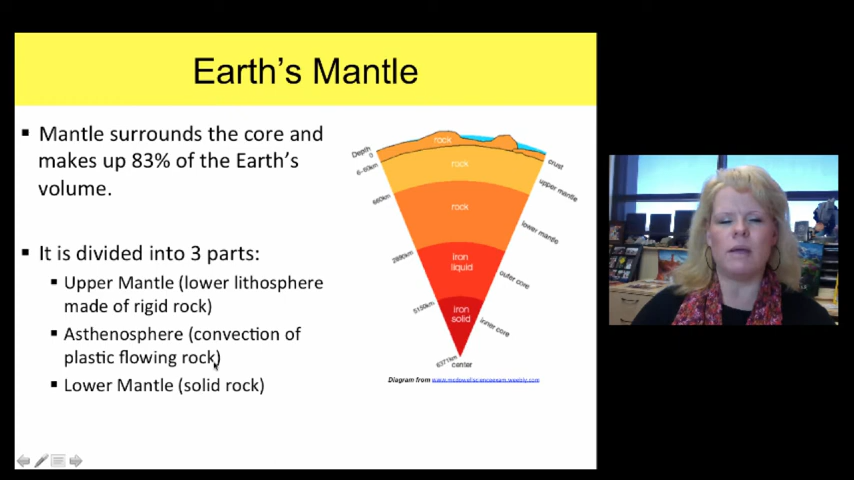 Earth's Mantle
▪ Mantle surrounds the core and
makes up 83% of the Earth's
volume.
▪ It is divided into 3 parts:
▪ Upper Mantle (lower lithosphere
made of rigid rock)
▪ Asthenosphere (convection of
plastic flowing rock)
▪ Lower Mantle (solid rock)
Depth
0
rock
crust
rock
upper mantle
660km
rock
lower mantle
2890km
iron
liquid
outer core
5150km
iron
solid
inner core
6371km
center
Diagram from